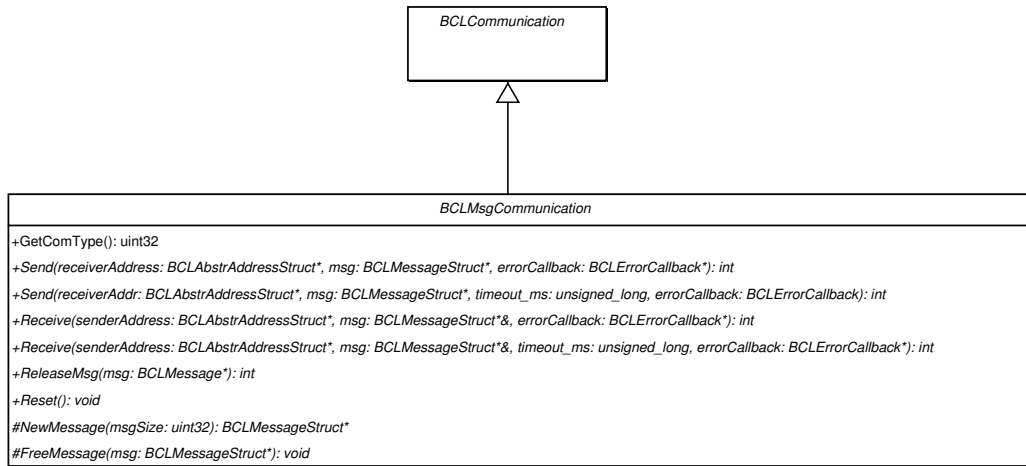 BCLCommunication
BCLMsgCommunication
+GetComType(): uint32
+Send(receiverAddress: BCLAbstrAddressStruct*, msg: BCLMessageStruct*, errorCallback: BCLErrorCallback*): int
+Send(receiverAddr: BCLAbstrAddressStruct*, msg: BCLMessageStruct*, timeout_ms: unsigned_long, errorCallback: BCLErrorCallback): int
+Receive(senderAddress: BCLAbstrAddressStruct*, msg: BCLMessageStruct*&, errorCallback: BCLErrorCallback*): int
+Receive(senderAddress: BCLAbstrAddressStruct*, msg: BCLMessageStruct*&, timeout_ms: unsigned_long, errorCallback: BCLErrorCallback*): int
+ReleaseMsg(msg: BCLMessage*): int
+Reset(): void
#NewMessage(msgSize: uint32): BCLMessageStruct*
#FreeMessage(msg: BCLMessageStruct*): void